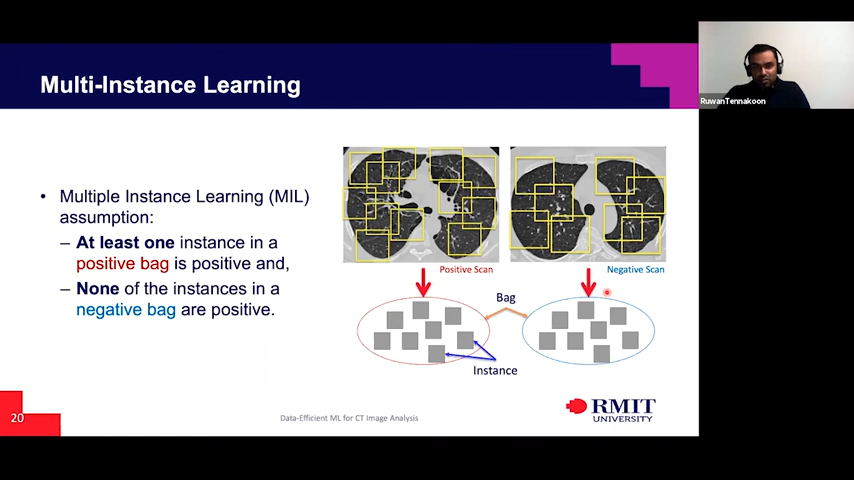 Multi-Instance Learning
RuwanTennakoon
• Multiple Instance Learning (MIL)
assumption:
– At least one instance in a
positive bag is positive and,
– None of the instances in a
negative bag are positive.
Positive Scan
Negative Scan
Bag
Instance
20
Data-Efficient ML for CT Image Analysis
RMIT
UNIVERSITY